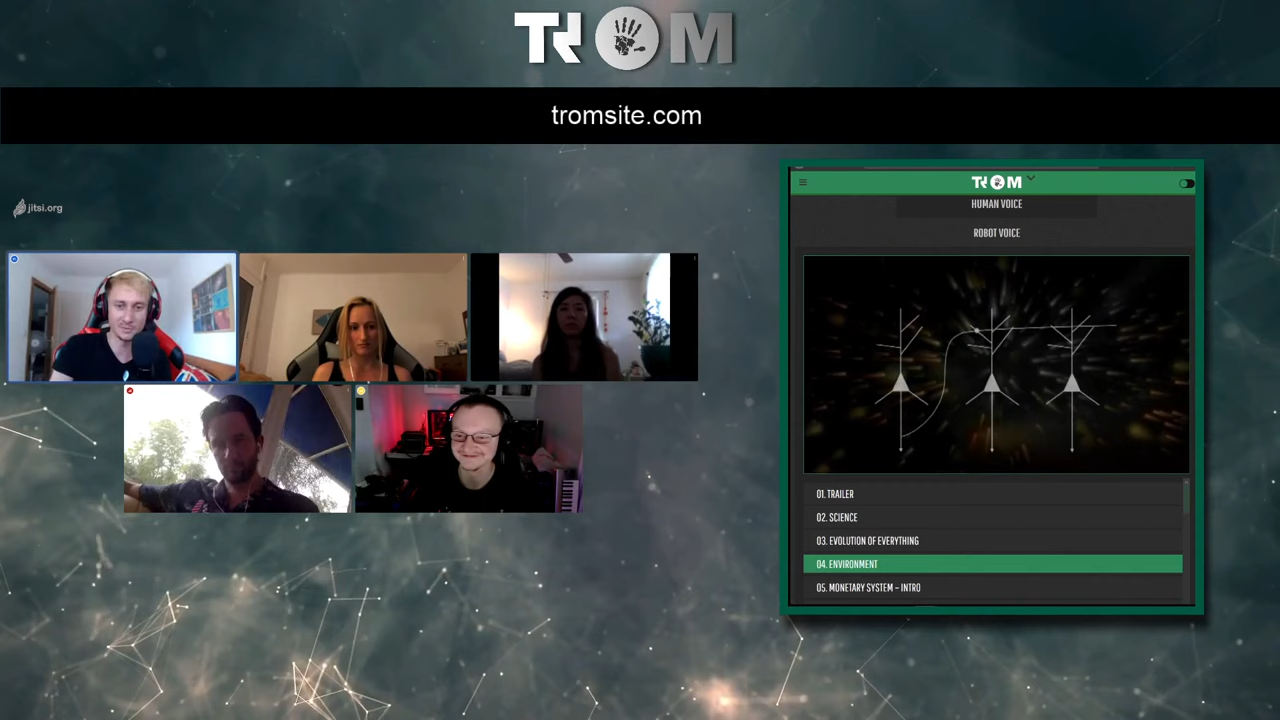 TROM
tromsite.com
jitsi.org
TROM
HUMAN VOICE
ROBOT VOICE
01. TRAILER
02. SCIENCE
03. EVOLUTION OF EVERYTHING
04. ENVIRONMENT
05. MONETARY SYSTEM – INTRO